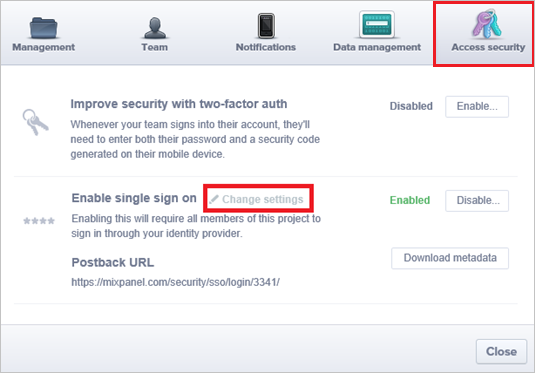 Management
Team
Notifications
Data management
Access security
Improve security with two-factor auth
Disabled
Enable...
Whenever your team signs into their account, they'll
need to enter both their password and a security code
generated on their mobile device.
Enable single sign on
Change settings
Enabled
Disable...
Enabling this will require all members of this project to
sign in through your identity provider.
Postback URL
Download metadata
https://mixpanel.com/security/sso/login/3341/
Close